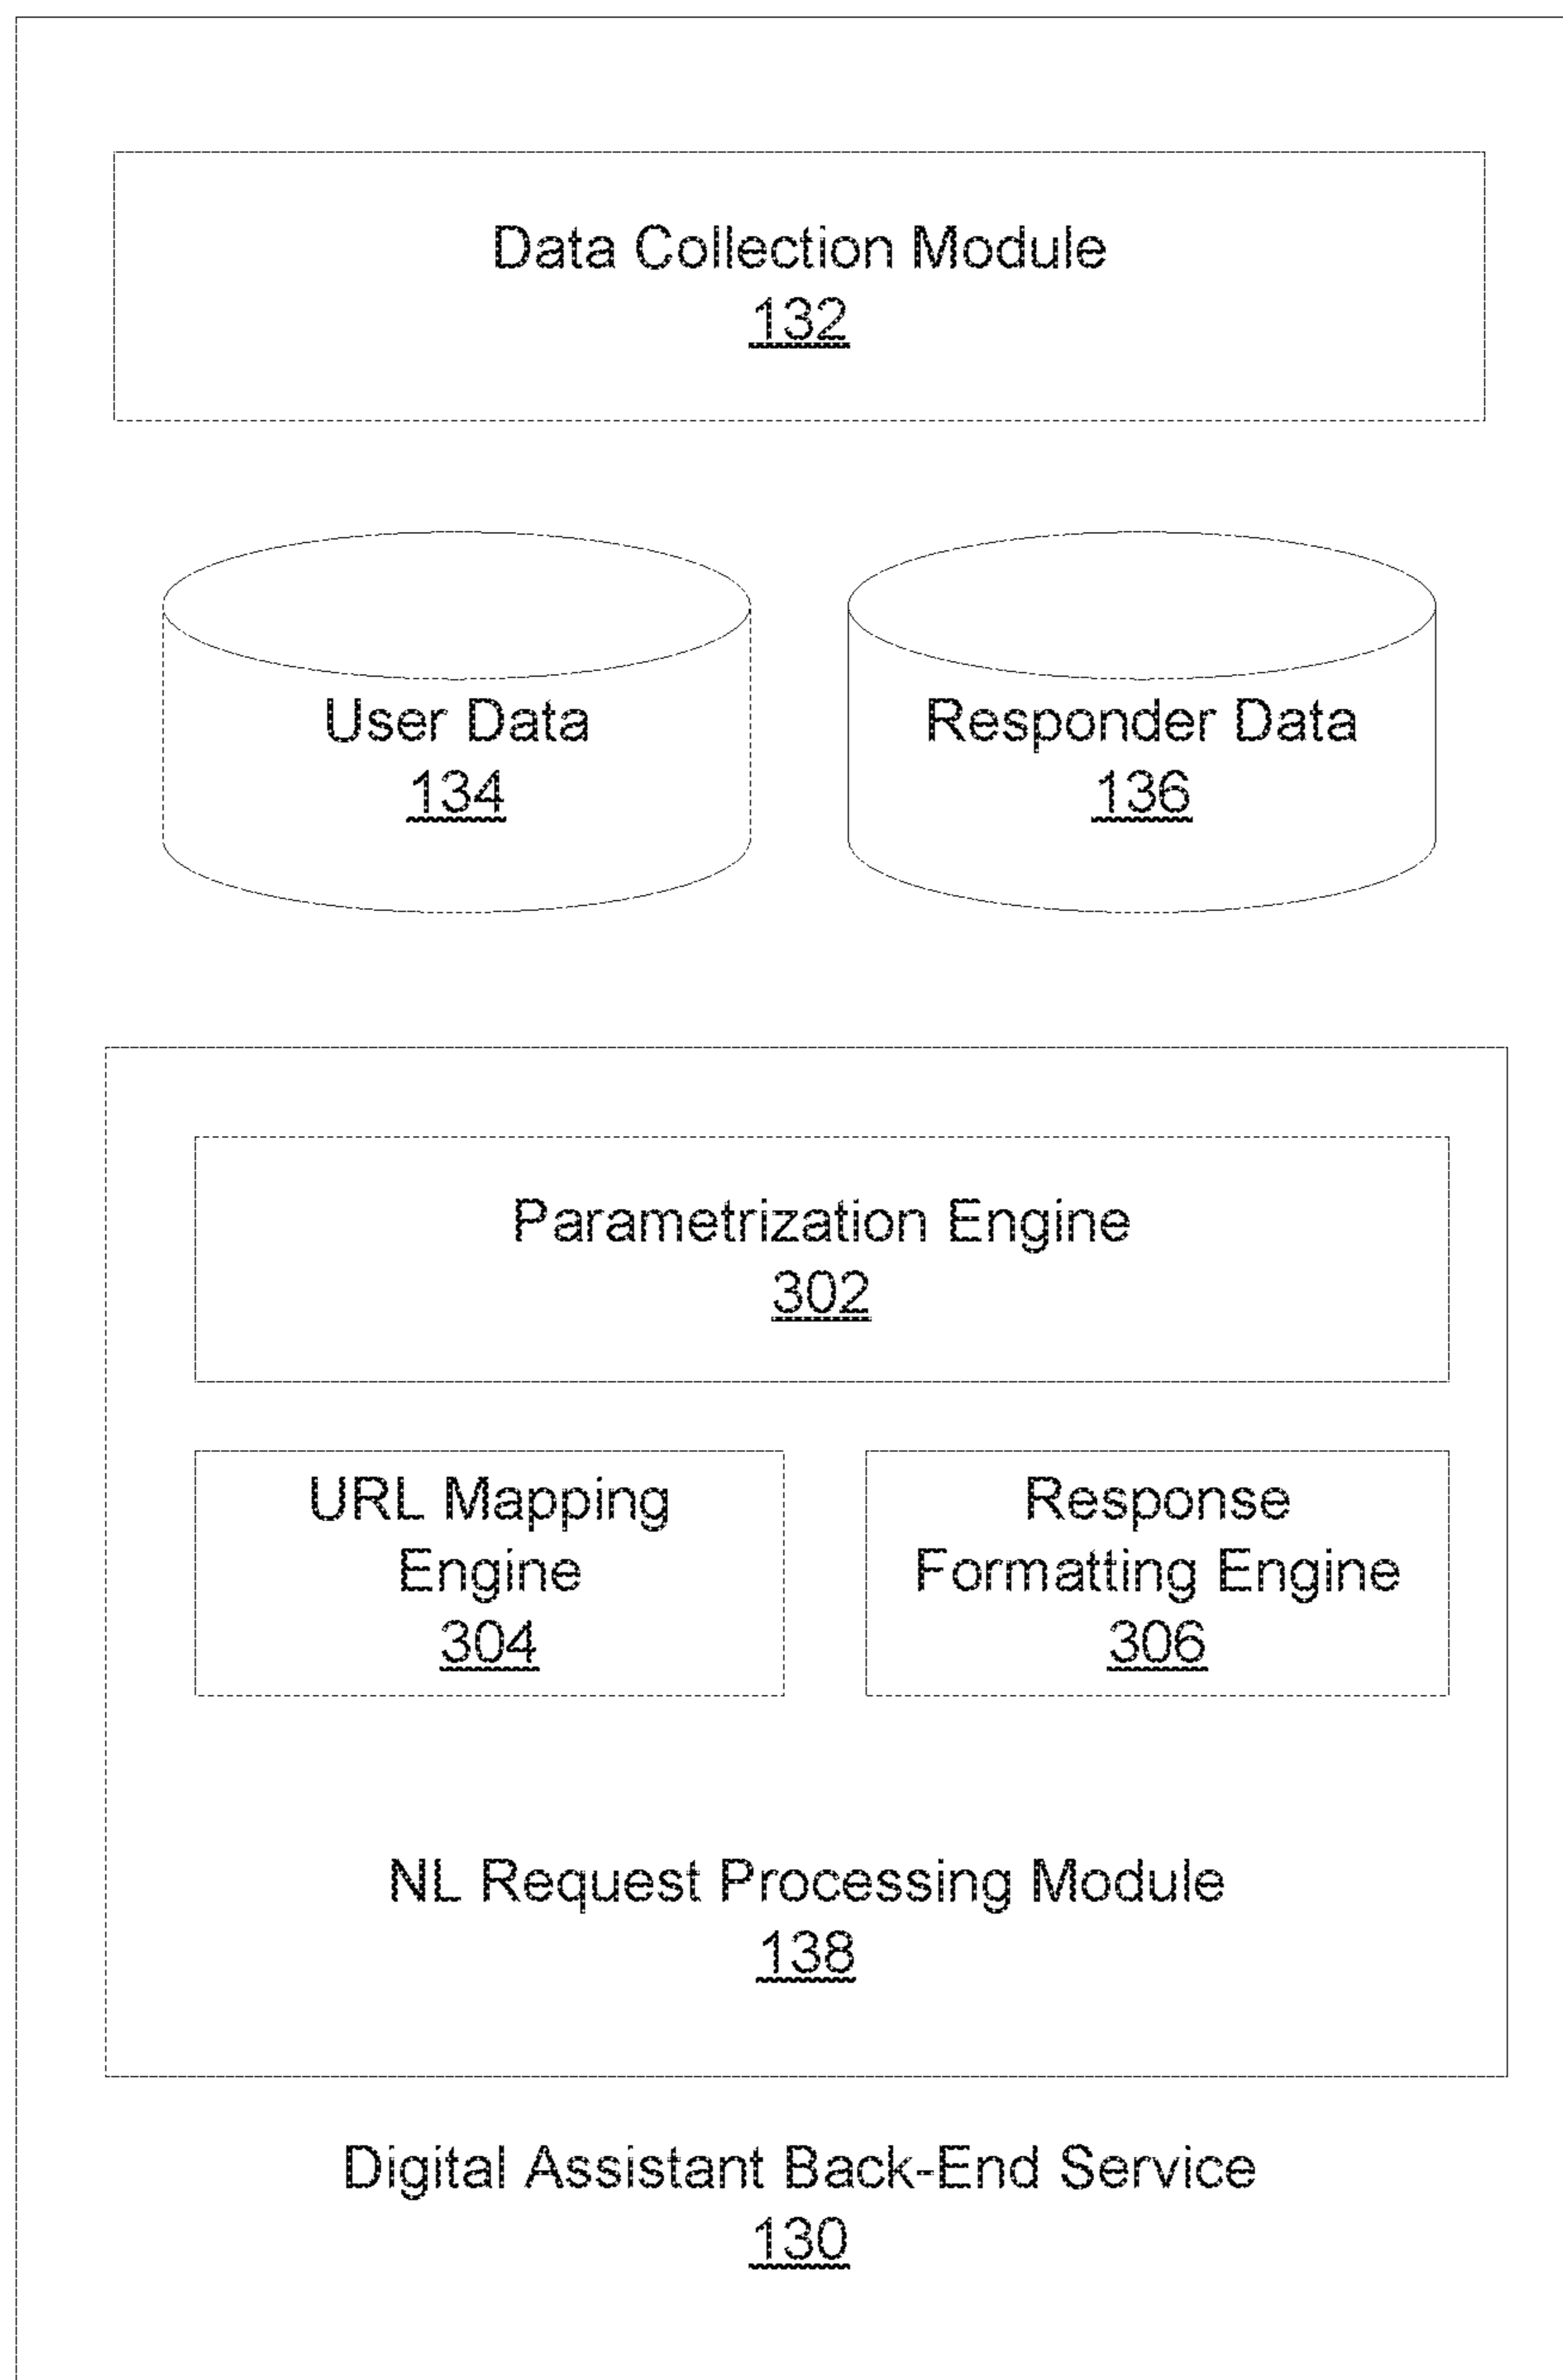 Data Collection Module
132
User Data
134
Responder Data
136
Parametrization Engine
302
URL Mapping
Engine
304
Response
Formatting Engine
306
NL Request Processing Module
138
Digital Assistant Back-End Service
130